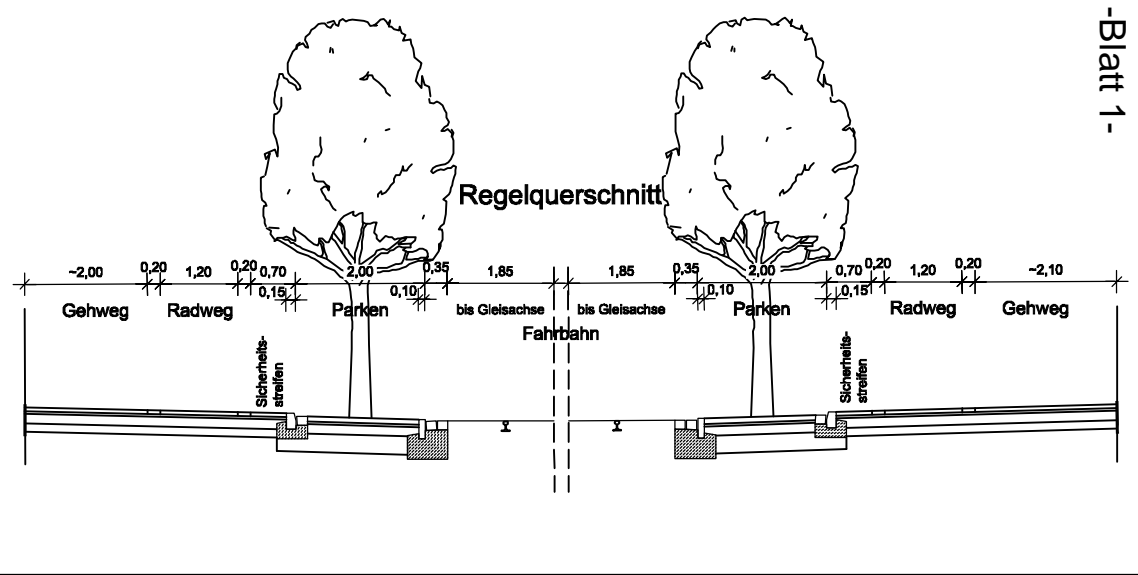 -Blatt 1-
Regelquerschnitt
~2,00 0,20 1,20 0,20 0,70 2,00 0,35 1,85 1,85 0,35 2,00 0,70 0,20 1,20 0,20 ~2,10
0,15 0,10 0,10 0,15
Gehweg Radweg Parken bis Gleisachse bis Gleisachse Parken Radweg Gehweg
Fahrbahn
Sicherheits-
streifen
Sicherheits-
streifen